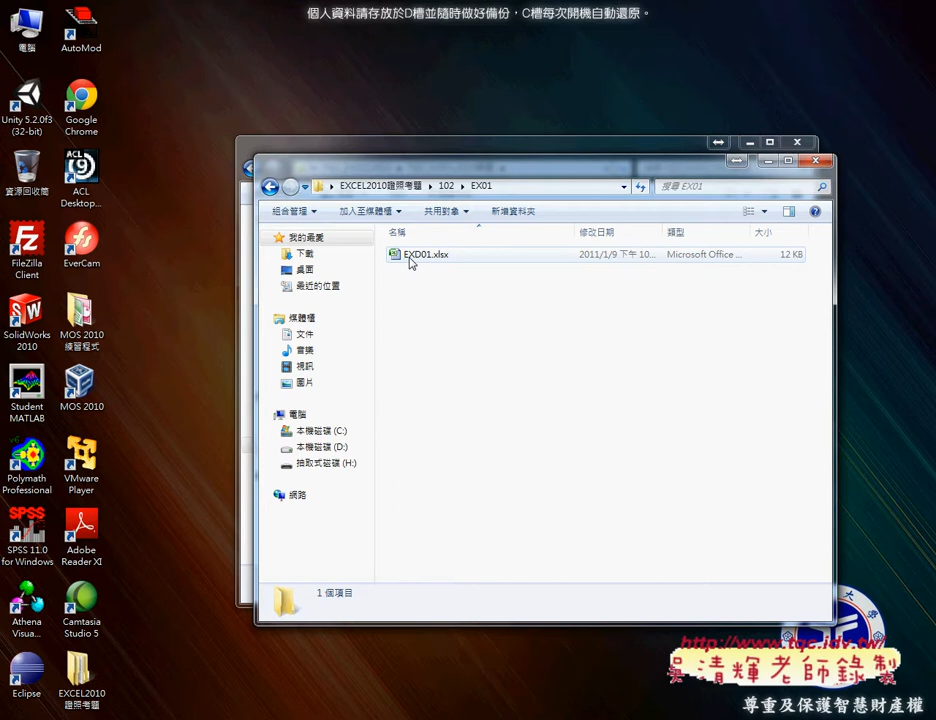 個人資料請存放於D槽並隨時做好備份，C槽每次開機自動還原。
電腦
AutoMod
Unity 5.2.0f3
(32-bit)
Google
Chrome
資源回收筒
ACL
ACL
Desktop...
FileZilla
Client
EverCam
SolidWorks
2010
MOS 2010
練習程式
Student
MATLAB
MOS 2010
Polymath
Professional
VMware
Player
SPSS
SPSS 11.0
for Windows
Adobe
Reader XI
Athena
Visua...
Camtasia
Studio 5
Eclipse
EXCEL2010
證照考題
EXCEL2010證照考題 102 EX01
搜尋 EX01
組合管理 加入至媒體櫃 共用對象 新增資料夾
名稱 修改日期 類型 大小
EXD01.xlsx 2011/1/9 下午 10... Microsoft Office ... 12 KB
我的最愛
下載
桌面
最近的位置
媒體櫃
文件
音樂
視訊
圖片
電腦
本機磁碟 (C:)
本機磁碟 (D:)
抽取式磁碟 (H:)
網路
1 個項目
大學
http://www.tqc.idv.tw/
吳清輝老師錄製
尊重及保護智慧財產權